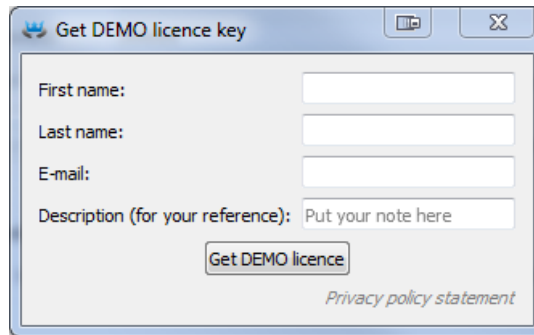 Get DEMO licence key
First name:
Last name:
E-mail:
Description (for your reference): Put your note here
Get DEMO licence
Privacy policy statement